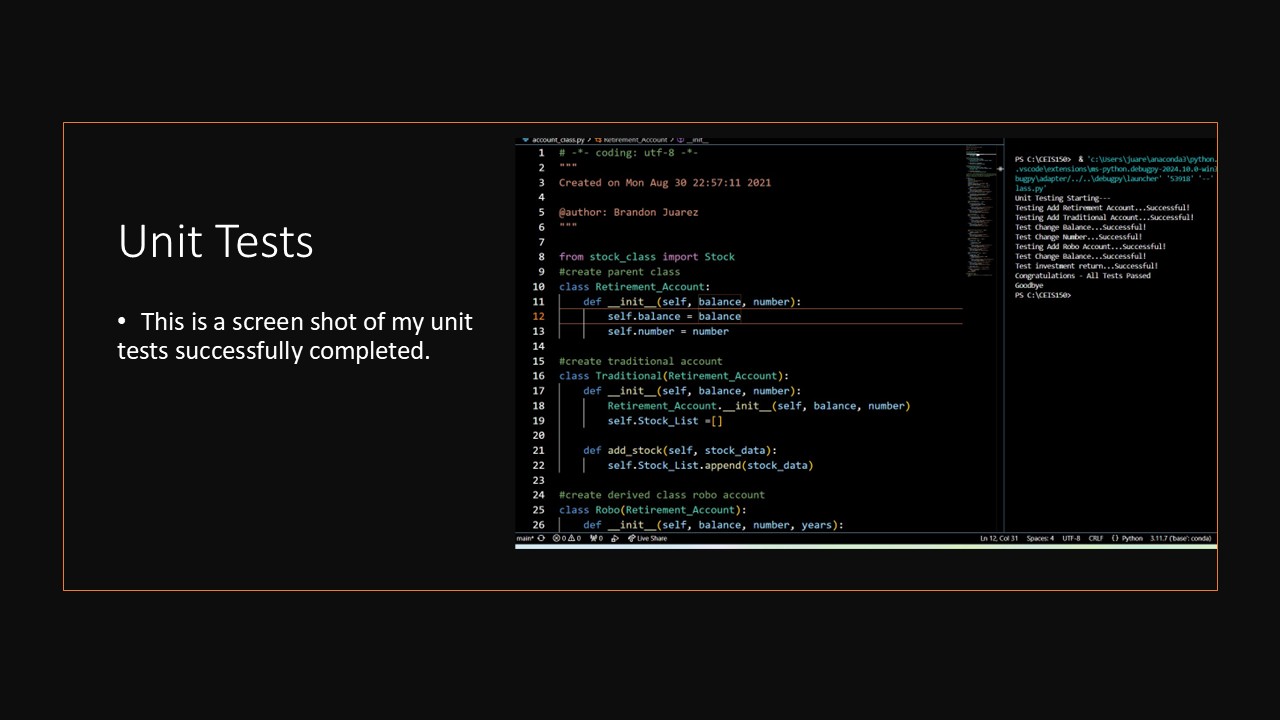 Unit Tests
• This is a screen shot of my unit
tests successfully completed.
account_class.py > Retirement_Account > __init__
1 # -*- coding: utf-8 -*-
2 """
3 Created on Mon Aug 30 22:57:11 2021
4
5 @author: Brandon Juarez
6 """
7
8 from stock_class import Stock
9 #create parent class
10 class Retirement_Account:
11 def __init__(self, balance, number):
12 self.balance = balance
13 self.number = number
14
15 #create traditional account
16 class Traditional(Retirement_Account):
17 def __init__(self, balance, number):
18 Retirement_Account.__init__(self, balance, number)
19 self.Stock_List =[]
20
21 def add_stock(self, stock_data):
22 self.Stock_List.append(stock_data)
23
24 #create derived class robo account
25 class Robo(Retirement_Account):
26 def __init__(self, balance, number, years):
PS C:\CEIS150> & 'c:\Users\juare\anaconda3\python.
.vscode\extensions\ms-python.debugpy-2024.10.0-win
bugpy\adapter/../..\debugpy\launcher' '53918' '--'
lass.py'
Unit Testing Starting---
Testing Add Retirement Account...Successful!
Testing Add Traditional Account...Successful!
Test Change Balance...Successful!
Test Change Number...Successful!
Testing Add Robo Account...Successful!
Test Change Balance...Successful!
Test investment return...Successful!
Congratulations - All Tests Passed
Goodbye
PS C:\CEIS150>
main* 0 0 0 Live Share Ln 12, Col 31 Spaces: 4 UTF-8 CRLF {} Python 3.11.7 ('base': conda)